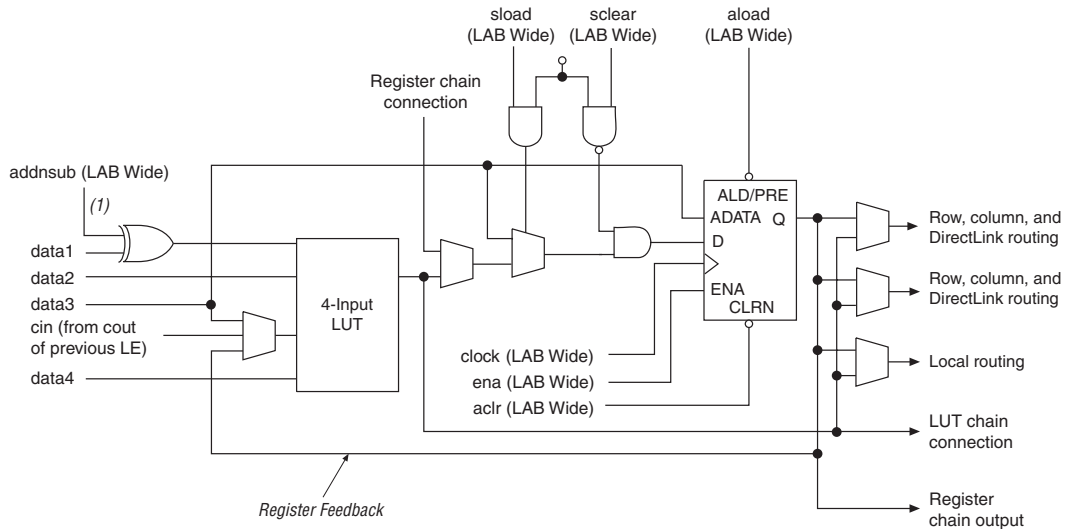 sload
(LAB Wide)
sclear
(LAB Wide)
aload
(LAB Wide)
Register chain
connection
addnsub (LAB Wide)
(1)
data1
data2
data3
cin (from cout
of previous LE)
data4
4-Input
LUT
ALD/PRE
ADATA Q
D
ENA
CLRN
clock (LAB Wide)
ena (LAB Wide)
aclr (LAB Wide)
Row, column, and
DirectLink routing
Row, column, and
DirectLink routing
Local routing
LUT chain
connection
Register
chain output
Register Feedback